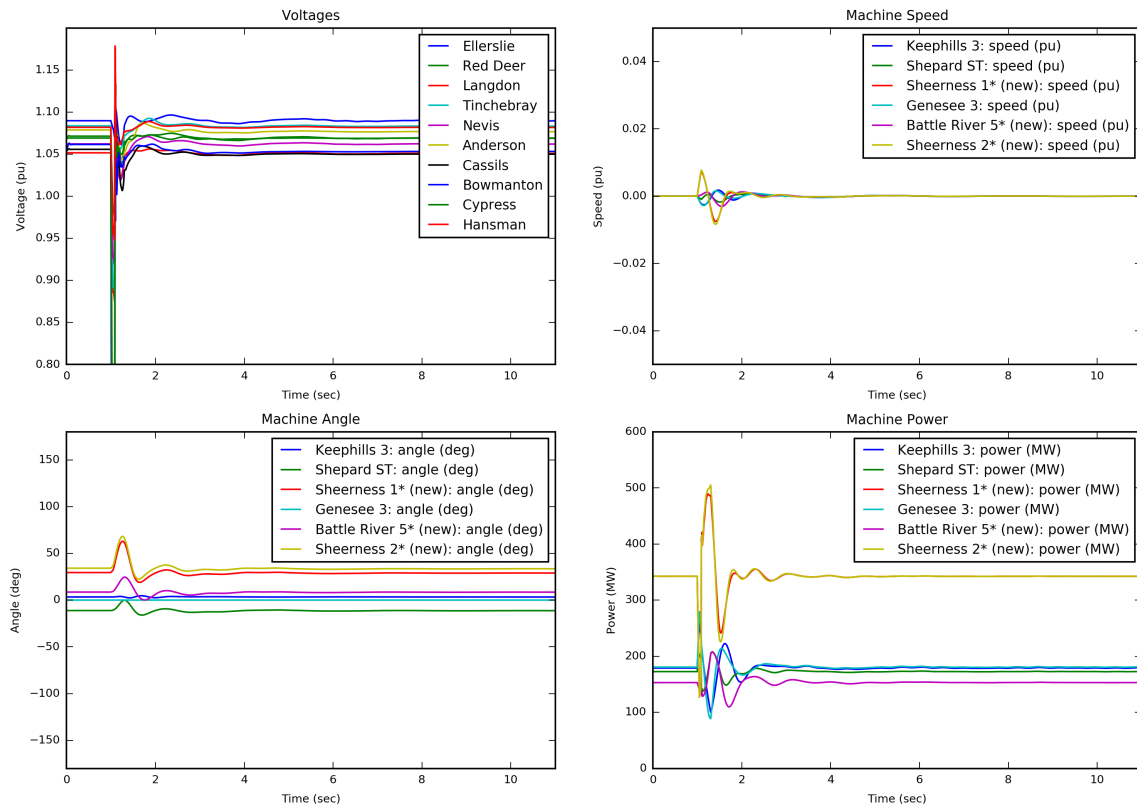 Voltages
Voltage (pu)
1.15
1.10
1.05
1.00
0.95
0.90
0.85
0.80
0
2
4
6
8
10
Time (sec)
Ellerslie
Red Deer
Langdon
Tinchebray
Nevis
Anderson
Cassils
Bowmanton
Cypress
Hansman
Machine Speed
Speed (pu)
0.04
0.02
0.00
−0.02
−0.04
0
2
4
6
8
10
Time (sec)
Keephills 3: speed (pu)
Shepard ST: speed (pu)
Sheerness 1* (new): speed (pu)
Genesee 3: speed (pu)
Battle River 5* (new): speed (pu)
Sheerness 2* (new): speed (pu)
Machine Angle
Angle (deg)
150
100
50
0
−50
−100
−150
0
2
4
6
8
10
Time (sec)
Keephills 3: angle (deg)
Shepard ST: angle (deg)
Sheerness 1* (new): angle (deg)
Genesee 3: angle (deg)
Battle River 5* (new): angle (deg)
Sheerness 2* (new): angle (deg)
Machine Power
Power (MW)
600
500
400
300
200
100
0
0
2
4
6
8
10
Time (sec)
Keephills 3: power (MW)
Shepard ST: power (MW)
Sheerness 1* (new): power (MW)
Genesee 3: power (MW)
Battle River 5* (new): power (MW)
Sheerness 2* (new): power (MW)